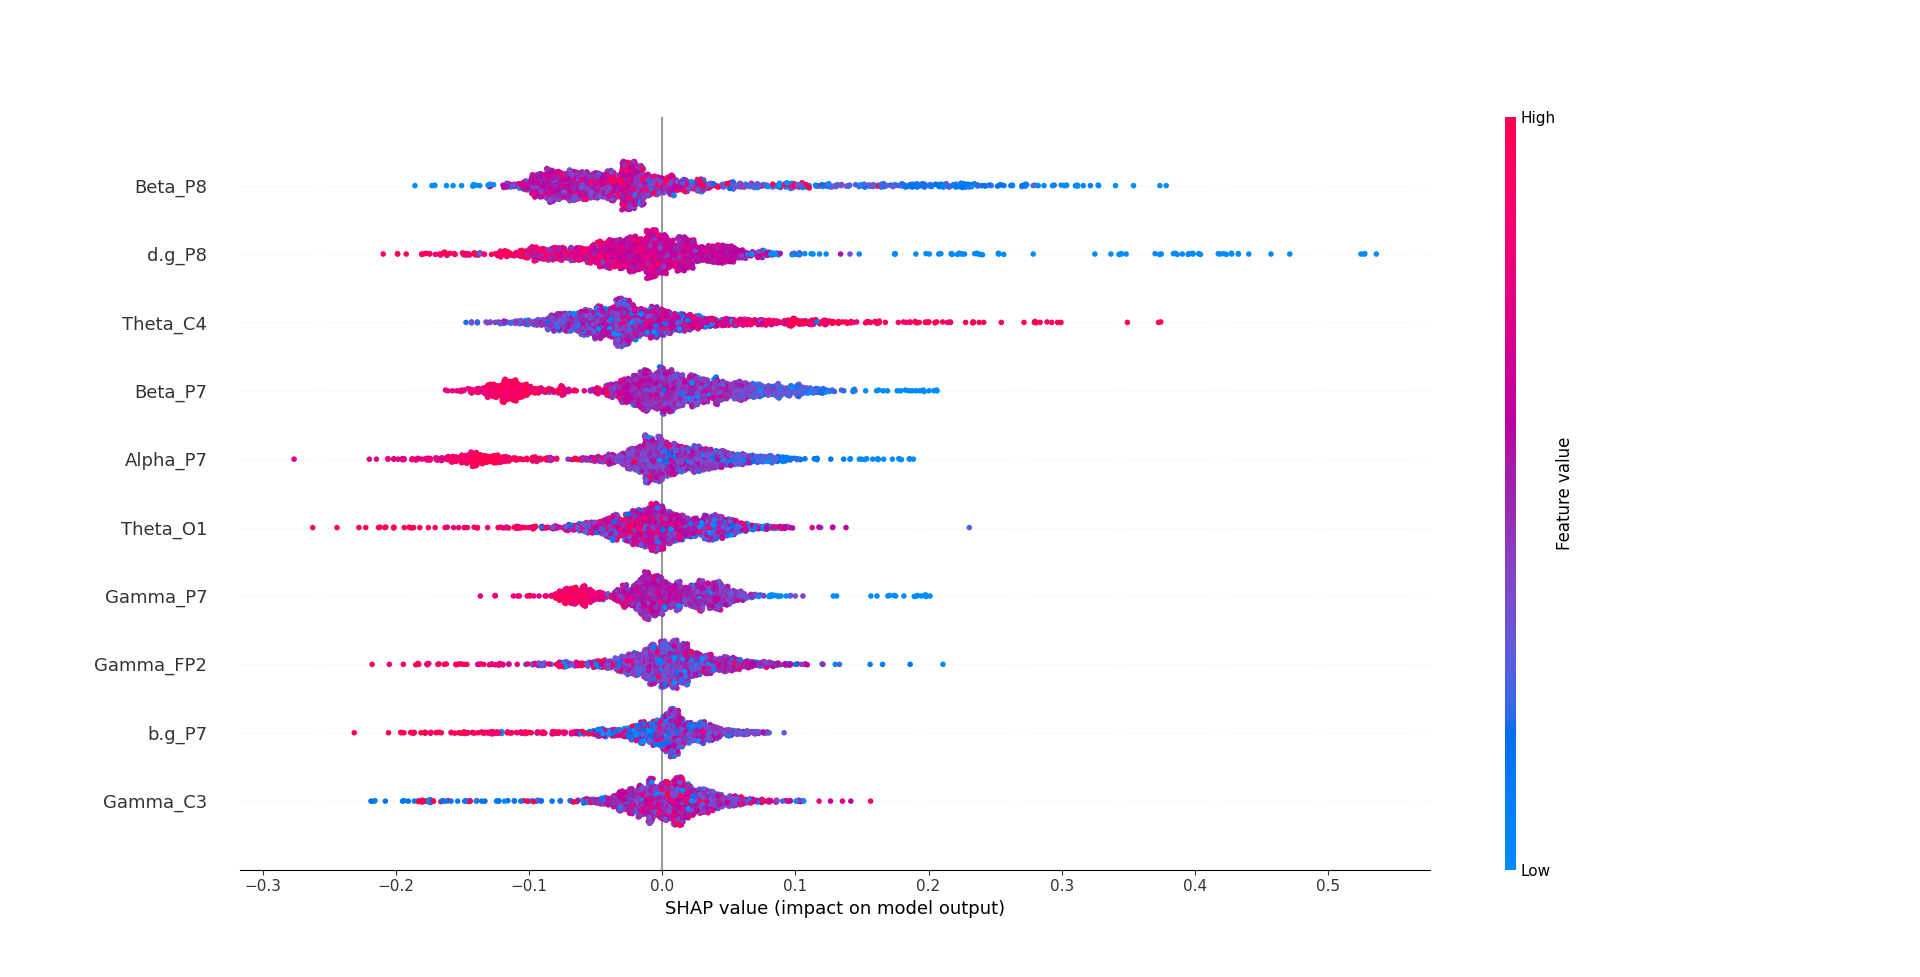 High
Beta_P8
d.g_P8
Theta_C4
Beta_P7
Alpha_P7
Theta_O1
Gamma_P7
Gamma_FP2
b.g_P7
Gamma_C3
Feature value
Low
−0.3 −0.2 −0.1 0.0 0.1 0.2 0.3 0.4 0.5
SHAP value (impact on model output)